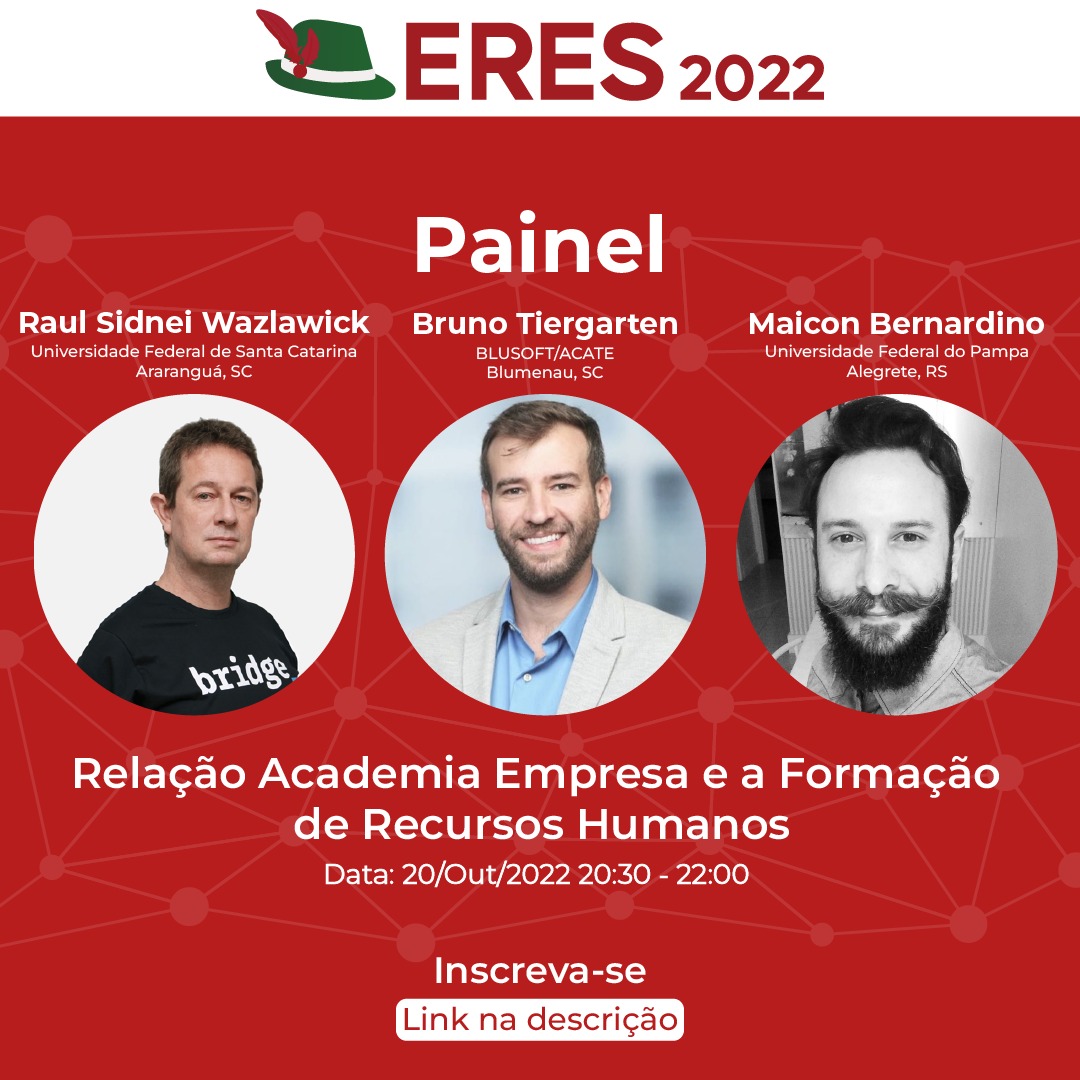 ERES 2022
Painel
Raul Sidnei Wazlawick
Universidade Federal de Santa Catarina
Araranguá, SC
Bruno Tiergarten
BLUSOFT/ACATE
Blumenau, SC
Maicon Bernardino
Universidade Federal do Pampa
Alegrete, RS
bridge
Relação Academia Empresa e a Formação
de Recursos Humanos
Data: 20/Out/2022 20:30 - 22:00
Inscreva-se
Link na descrição